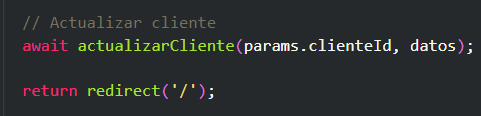 // Actualizar cliente
await actualizarCliente(params.clienteId, datos);
return redirect('/');